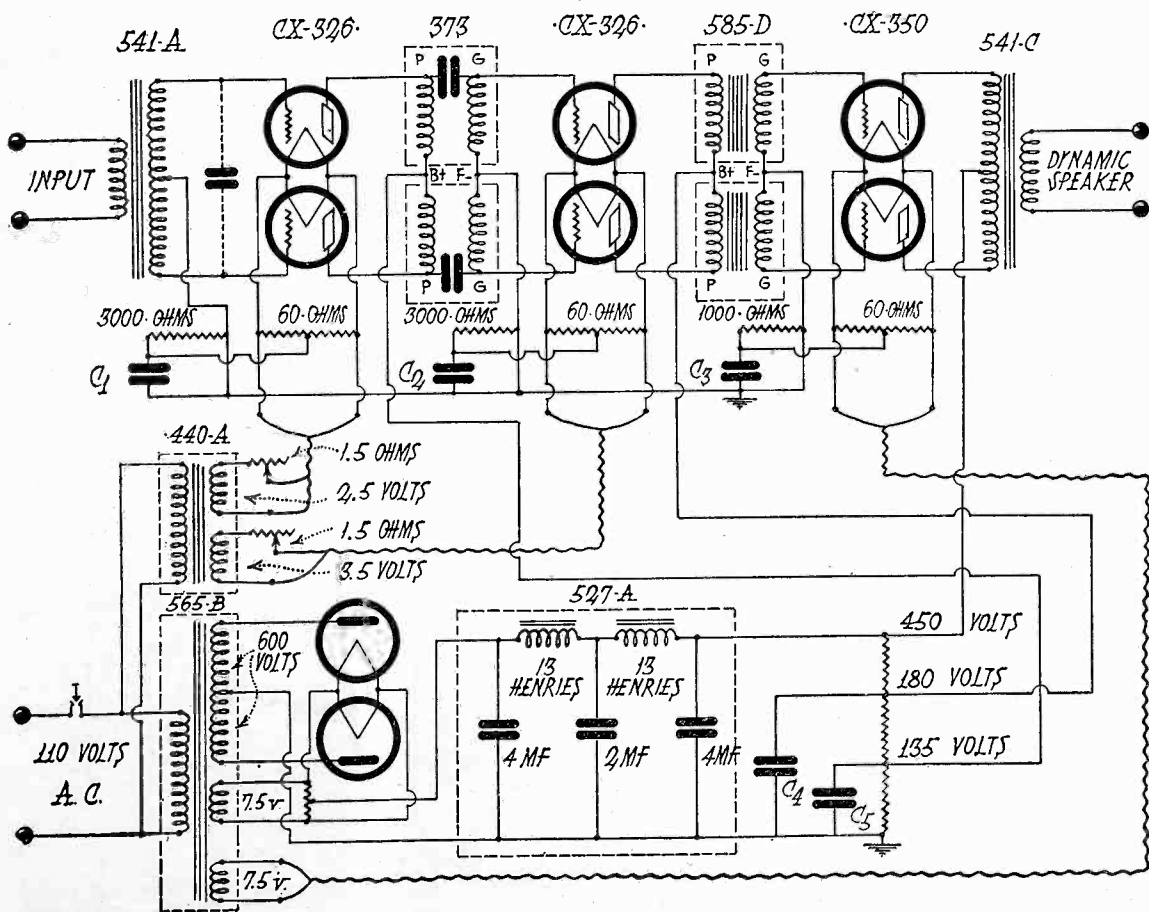 541-A
CX-326.
373
.CX-326.
585-D
.CX-350
541-C
P
G
P
G
INPUT
B+ F-
B+ F-
DYNAMIC
SPEAKER
P
G
P
G
3000.OHMS
60.OHMS
3000.OHMS
60.OHMS
1000.OHMS
60.OHMS
C1
C2
C3
440-A
1.5 OHMS
2.5 VOLTS
1.5 OHMS
3.5 VOLTS
565-B
527-A
600
VOLTS
450 VOLTS
13
HENRIES
13
HENRIES
180 VOLTS
110 VOLTS
A.C.
4 MF
2 MF
4MF
135 VOLTS
C4
C5
7.5 v.
7.5 v.